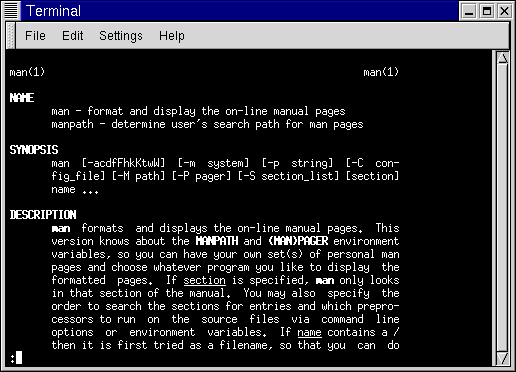 Terminal
File Edit Settings Help
man(1) man(1)
NAME
man - format and display the on-line manual pages
manpath - determine user's search path for man pages
SYNOPSIS
man [-acdfFhkKtwW] [-m system] [-p string] [-C con-
fig_file] [-M path] [-P pager] [-S section_list] [section]
name ...
DESCRIPTION
man formats and displays the on-line manual pages. This
version knows about the MANPATH and (MAN)PAGER environment
variables, so you can have your own set(s) of personal man
pages and choose whatever program you like to display the
formatted pages. If section is specified, man only looks
in that section of the manual. You may also specify the
order to search the sections for entries and which prepro-
cessors to run on the source files via command line
options or environment variables. If name contains a /
then it is first tried as a filename, so that you can do
: